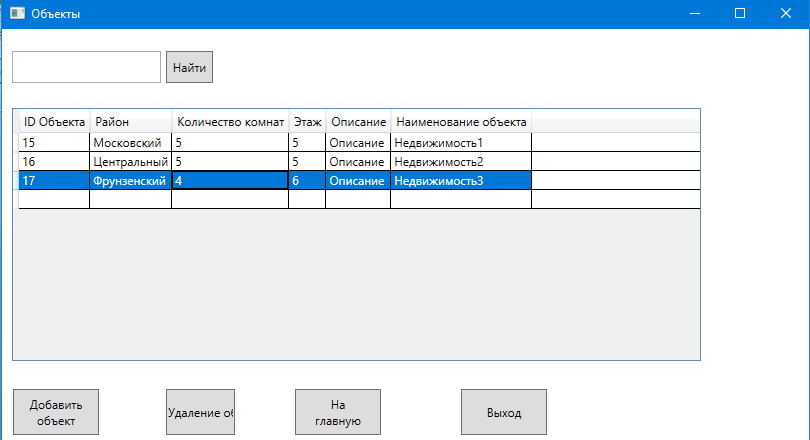 Объекты
Найти
ID Объекта Район Количество комнат Этаж Описание Наименование объекта
15 Московский 5 5 Описание Недвижимость1
16 Центральный 5 5 Описание Недвижимость2
17 Фрунзенский 4 6 Описание Недвижимость3
Добавить
объект
Удаление об
На
главную
Выход